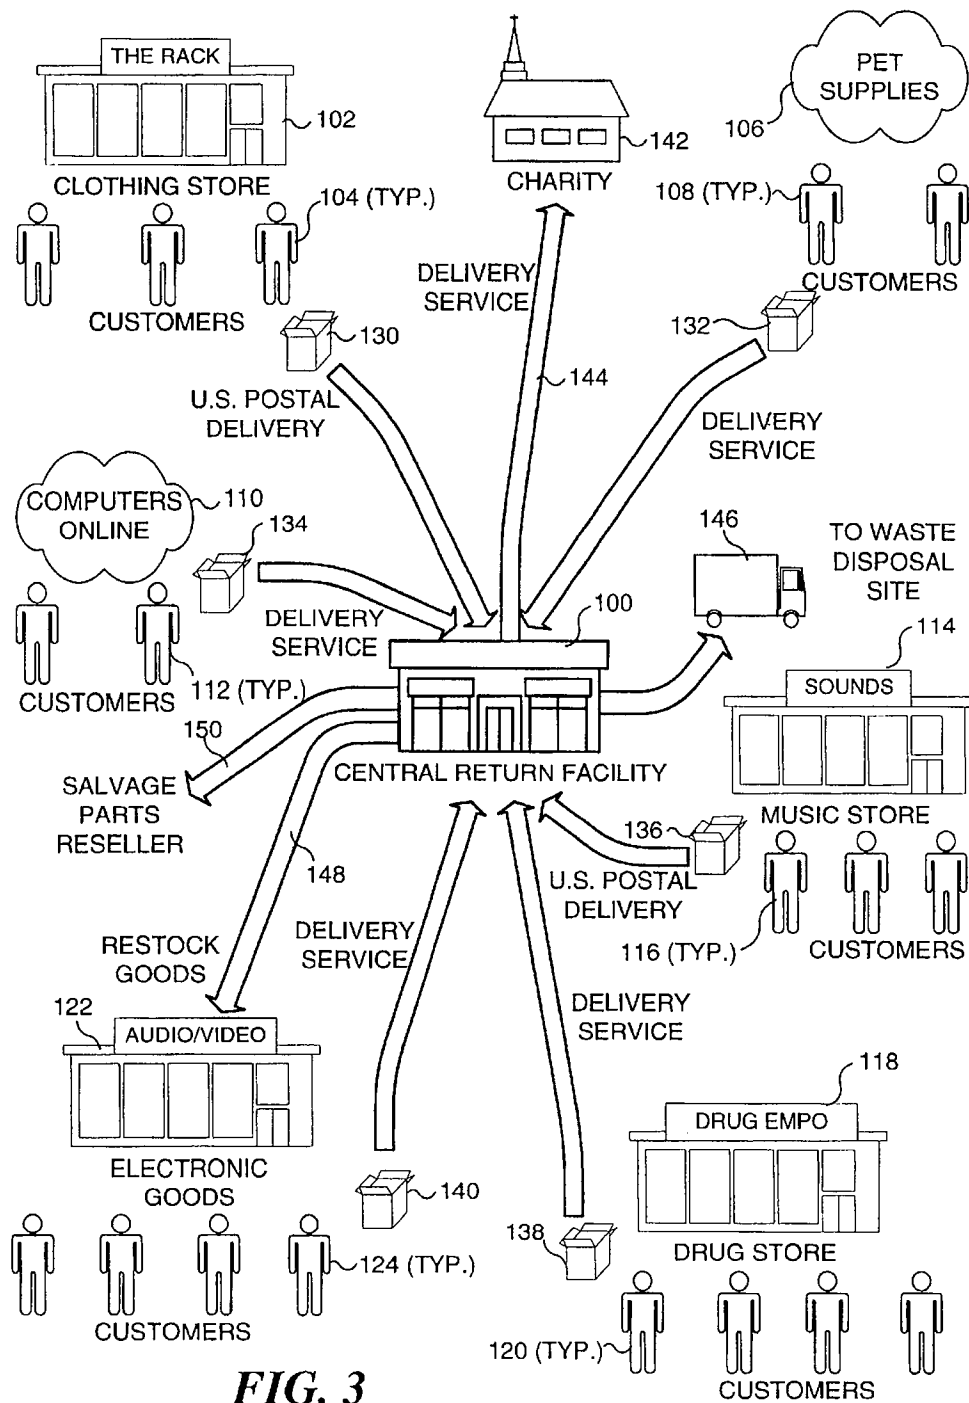 THE RACK
102
CLOTHING STORE
104 (TYP.)
CUSTOMERS
130
U.S. POSTAL
DELIVERY
142
CHARITY
DELIVERY
SERVICE
144
PET
SUPPLIES
106
108 (TYP.)
CUSTOMERS
132
DELIVERY
SERVICE
COMPUTERS
ONLINE
110
134
DELIVERY
SERVICE
112 (TYP.)
CUSTOMERS
100
CENTRAL RETURN FACILITY
146
TO WASTE
DISPOSAL
SITE
114
SOUNDS
MUSIC STORE
136
U.S. POSTAL
DELIVERY
116 (TYP.)
CUSTOMERS
150
SALVAGE
PARTS
RESELLER
148
RESTOCK
GOODS
DELIVERY
SERVICE
122
AUDIO/VIDEO
ELECTRONIC
GOODS
140
124 (TYP.)
CUSTOMERS
DELIVERY
SERVICE
118
DRUG EMPO
138
DRUG STORE
120 (TYP.)
CUSTOMERS
FIG. 3